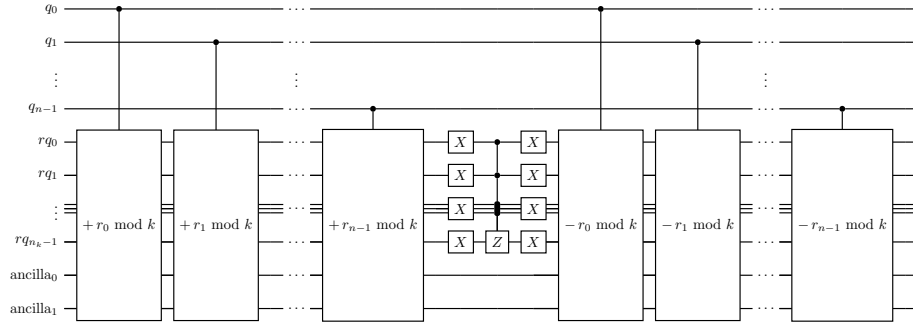 q₀ ···
q₁ ···
⋮ ⋮ ⋮
qₙ₋₁ ··· ···
rq₀ ··· X X ···
rq₁ ··· X X ···
⋮ ··· X X ···
+ r₀ mod k + r₁ mod k + rₙ₋₁ mod k − r₀ mod k − r₁ mod k − rₙ₋₁ mod k
rqₙₖ₋₁ ··· X Z X ···
ancilla₀ ··· ···
ancilla₁ ··· ···